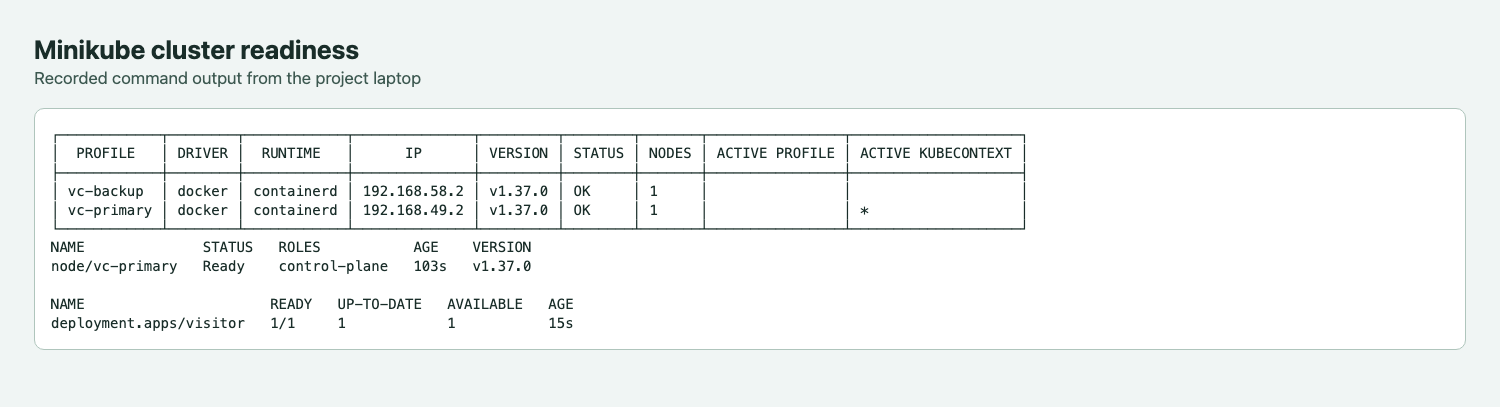 Minikube cluster readiness
Recorded command output from the project laptop
PROFILE | DRIVER | RUNTIME | IP | VERSION | STATUS | NODES | ACTIVE PROFILE | ACTIVE KUBECONTEXT
vc-backup | docker | containerd | 192.168.58.2 | v1.37.0 | OK | 1 | |
vc-primary | docker | containerd | 192.168.49.2 | v1.37.0 | OK | 1 | | *
NAME STATUS ROLES AGE VERSION
node/vc-primary Ready control-plane 103s v1.37.0
NAME READY UP-TO-DATE AVAILABLE AGE
deployment.apps/visitor 1/1 1 1 15s